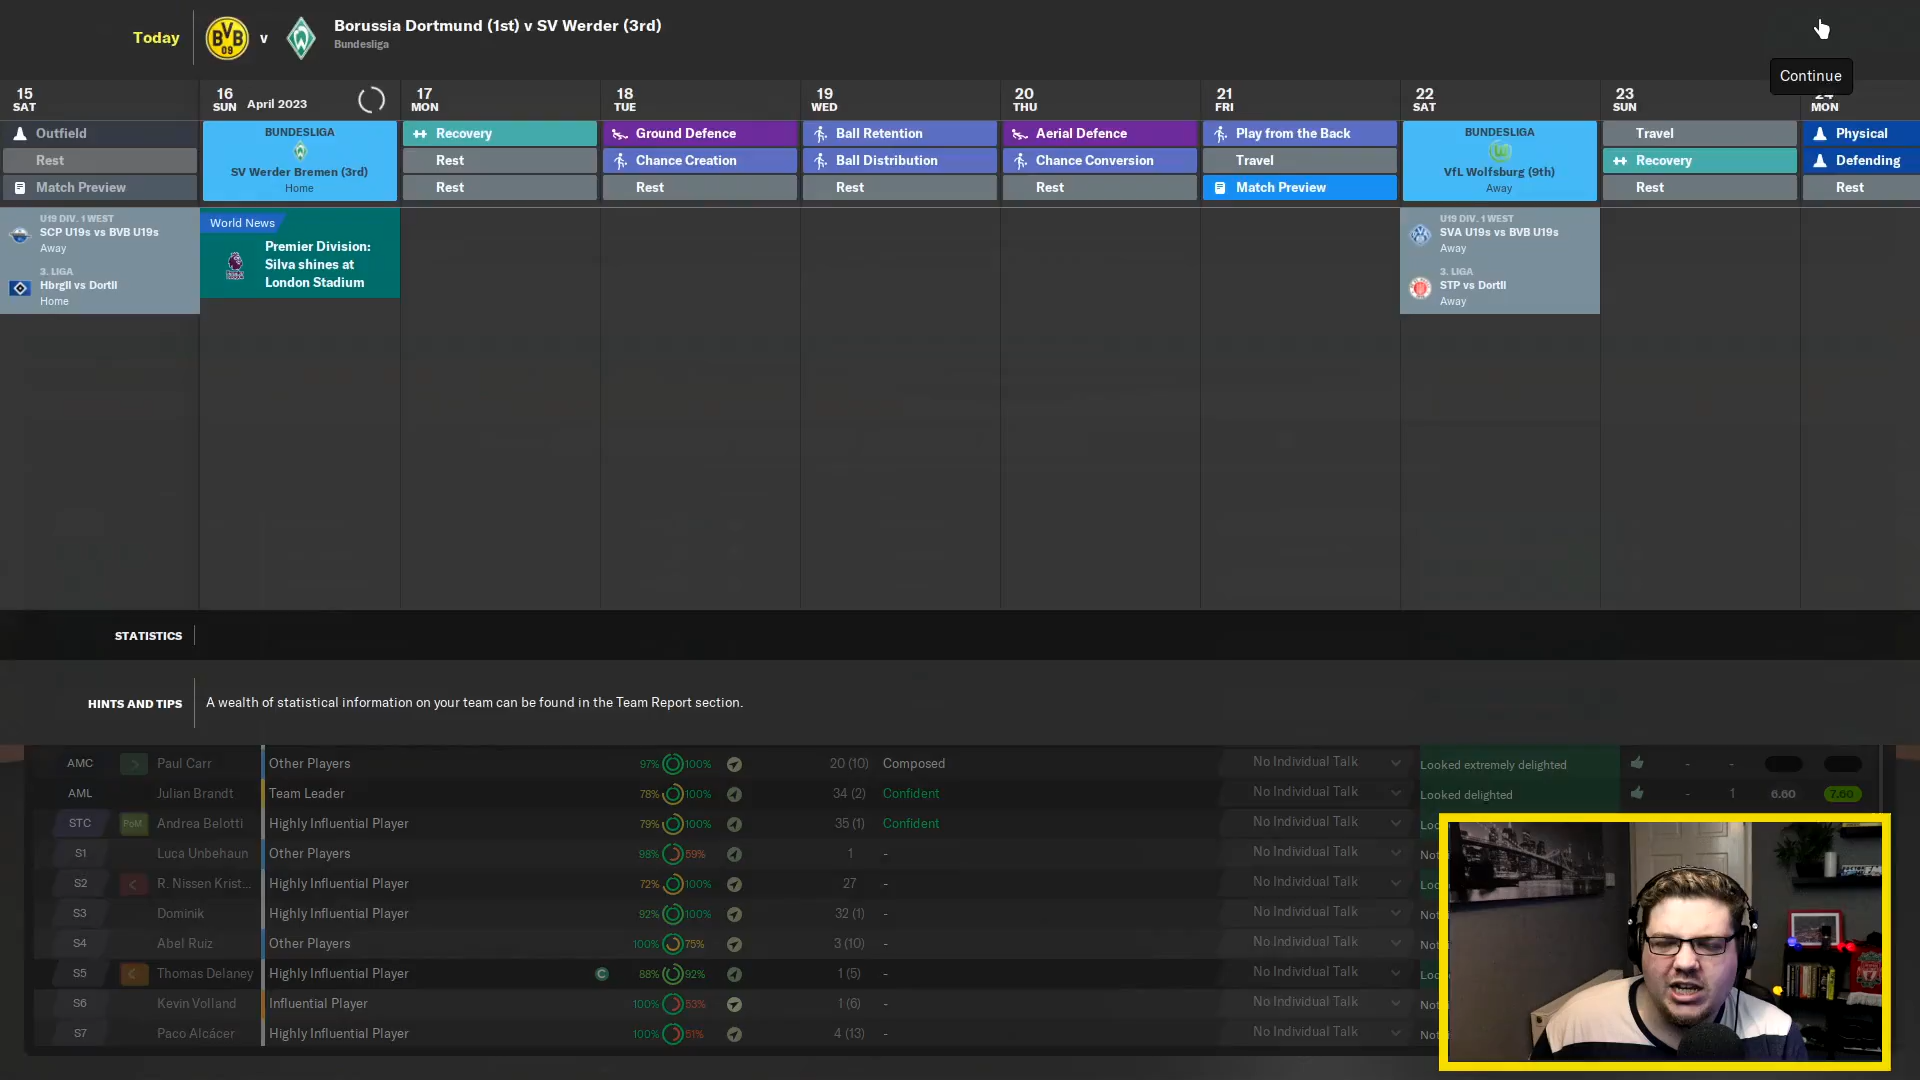 Today
v
Borussia Dortmund (1st) v SV Werder (3rd)
Bundesliga
Continue
15 SAT
16 SUN April 2023
17 MON
18 TUE
19 WED
20 THU
21 FRI
22 SAT
23 SUN
24 MON
Outfield
Rest
Match Preview
BUNDESLIGA
SV Werder Bremen (3rd)
Home
Recovery
Rest
Rest
Ground Defence
Chance Creation
Rest
Ball Retention
Ball Distribution
Rest
Aerial Defence
Chance Conversion
Rest
Play from the Back
Travel
Match Preview
BUNDESLIGA
VfL Wolfsburg (9th)
Away
Travel
Recovery
Rest
Physical
Defending
Rest
U19 DIV. 1 WEST
SCP U19s vs BVB U19s
Away
3. LIGA
HbrgII vs DortII
Home
World News
Premier Division:
Silva shines at
London Stadium
U19 DIV. 1 WEST
SVA U19s vs BVB U19s
Away
3. LIGA
STP vs DortII
Away
STATISTICS
HINTS AND TIPS
A wealth of statistical information on your team can be found in the Team Report section.
AMC Paul Carr Other Players 97% 100% 20 (10) Composed No Individual Talk Looked extremely delighted - -
AML Julian Brandt Team Leader 78% 100% 34 (2) Confident No Individual Talk Looked delighted - 1 6.60 7.60
STC PoM Andrea Belotti Highly Influential Player 79% 100% 35 (1) Confident No Individual Talk
S1 Luca Unbehaun Other Players 98% 59% 1 - No Individual Talk
S2 R. Nissen Krist... Highly Influential Player 72% 100% 27 - No Individual Talk
S3 Dominik Highly Influential Player 92% 100% 32 (1) - No Individual Talk
S4 Abel Ruiz Other Players 100% 75% 3 (10) - No Individual Talk
S5 Thomas Delaney Highly Influential Player C 88% 92% 1 (5) - No Individual Talk
S6 Kevin Volland Influential Player 100% 53% 1 (6) - No Individual Talk
S7 Paco Alcácer Highly Influential Player 100% 51% 4 (13) - No Individual Talk